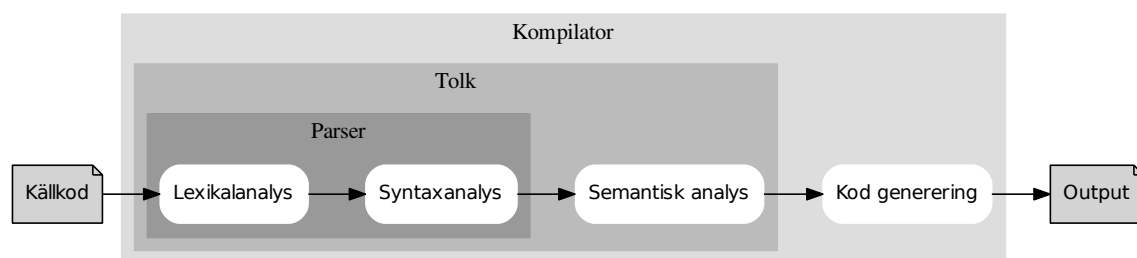 Kompilator
Tolk
Parser
Källkod
Lexikalanalys
Syntaxanalys
Semantisk analys
Kod generering
Output